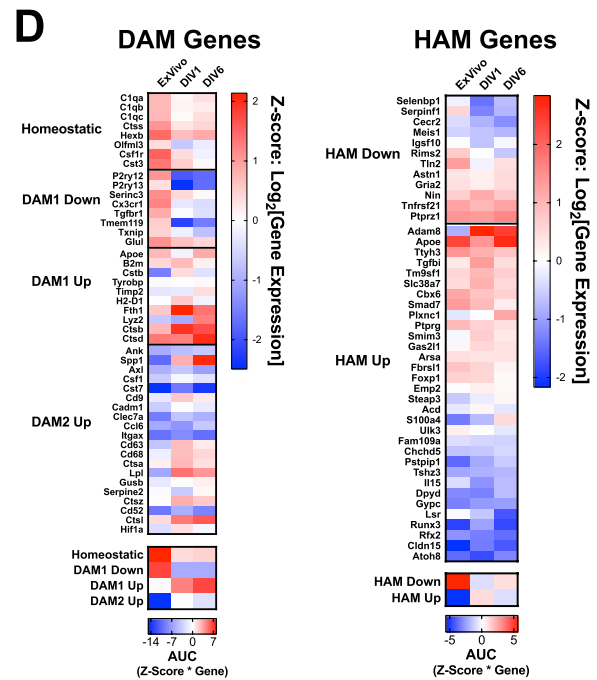 D
DAM Genes
ExVivo
DIV1
DIV6
Homeostatic
C1qa
C1qb
C1qc
Ctss
Hexb
Olfml3
Csf1r
Cst3
DAM1 Down
P2ry12
P2ry13
Serinc3
Cx3cr1
Tgfbr1
Tmem119
Txnip
Glul
DAM1 Up
Apoe
B2m
Cstb
Tyrobp
Timp2
H2-D1
Fth1
Lyz2
Ctsb
Ctsd
DAM2 Up
Ank
Spp1
Axl
Csf1
Cst7
Cd9
Cadm1
Clec7a
Ccl6
Itgax
Cd63
Cd68
Ctsa
Lpl
Gusb
Serpine2
Ctsz
Cd52
Ctsl
Hif1a
2
1
0
-1
-2
Z-score: Log2[Gene Expression]
Homeostatic
DAM1 Down
DAM1 Up
DAM2 Up
-14 -7 0 7
AUC
(Z-Score * Gene)
HAM Genes
ExVivo
DIV1
DIV6
HAM Down
Selenbp1
Serpinf1
Cecr2
Meis1
Igsf10
Rims2
Tln2
Astn1
Gria2
Nin
Tnfrsf21
Ptprz1
HAM Up
Adam8
Apoe
Ttyh3
Tgfbi
Tm9sf1
Slc38a7
Cbx6
Smad7
Plxnc1
Ptprg
Smim3
Gas2l1
Arsa
Fbrsl1
Foxp1
Emp2
Steap3
Acd
S100a4
Ulk3
Fam109a
Chchd5
Pstpip1
Tshz3
Il15
Dpyd
Gypc
Lsr
Runx3
Rfx2
Cldn15
Atoh8
2
1
0
-1
-2
Z-score: Log2[Gene Expression]
HAM Down
HAM Up
-5 0 5
AUC
(Z-Score * Gene)